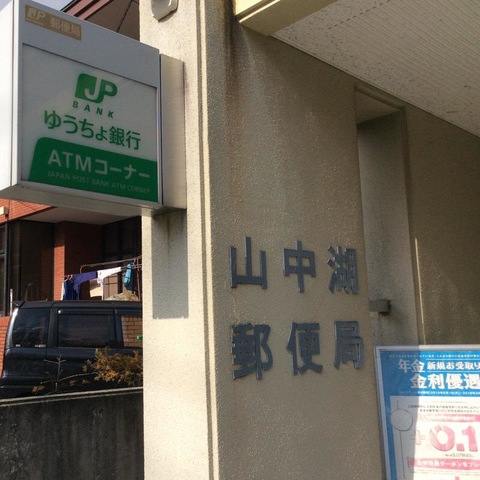 JP 郵便局
JP
BANK
ゆうちょ銀行
ATMコーナー
JAPAN POST BANK ATM CORNER
山中湖
郵便局
年金 新規お受取り
金利優遇
+0.1